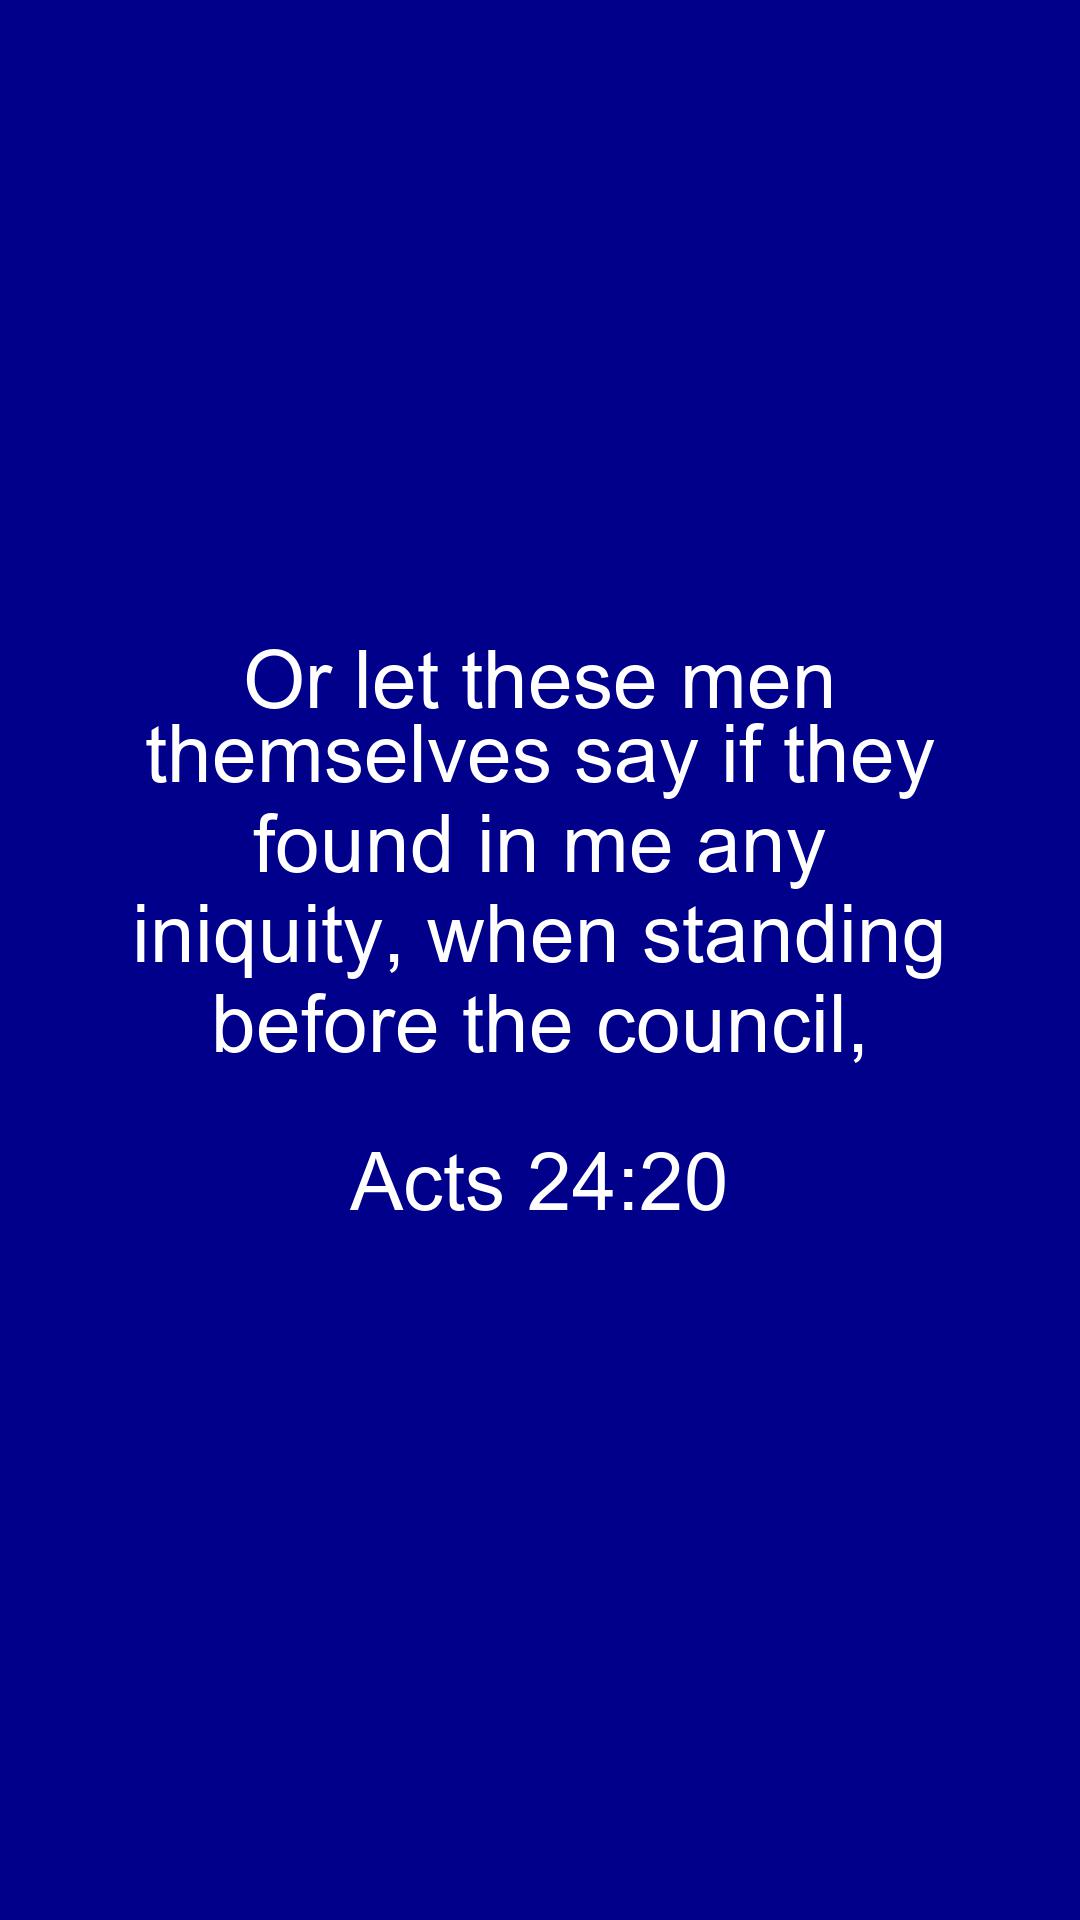 Or let these men
themselves say if they
found in me any
iniquity, when standing
before the council,
Acts 24:20